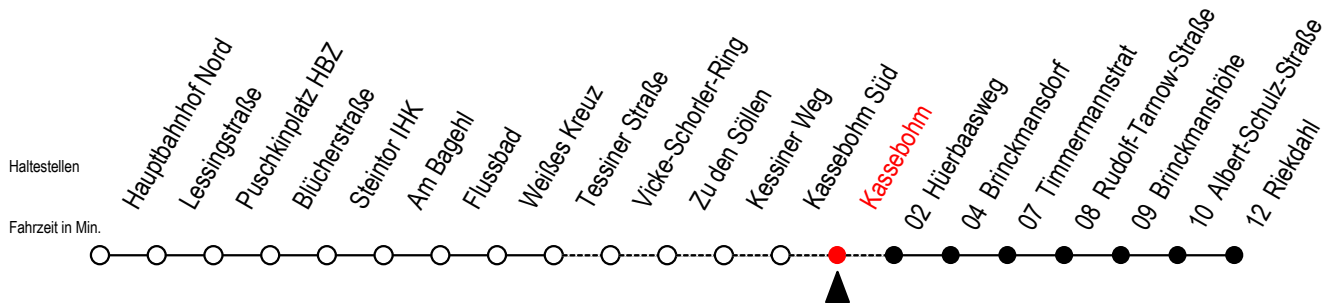 Haltestellen
Fahrzeit in Min.
Hauptbahnhof Nord
Lessingstraße
Puschkinplatz HBZ
Blücherstraße
Steintor IHK
Am Bagehl
Flussbad
Weißes Kreuz
Tessiner Straße
Vicke-Schorler-Ring
Zu den Söllen
Kessiner Weg
Kassebohm Süd
Kassebohm
02 Hüerbaasweg
04 Brinckmansdorf
07 Timmermannstrat
08 Rudolf-Tarnow-Straße
09 Brinckmanshöhe
10 Albert-Schulz-Straße
12 Riekdahl